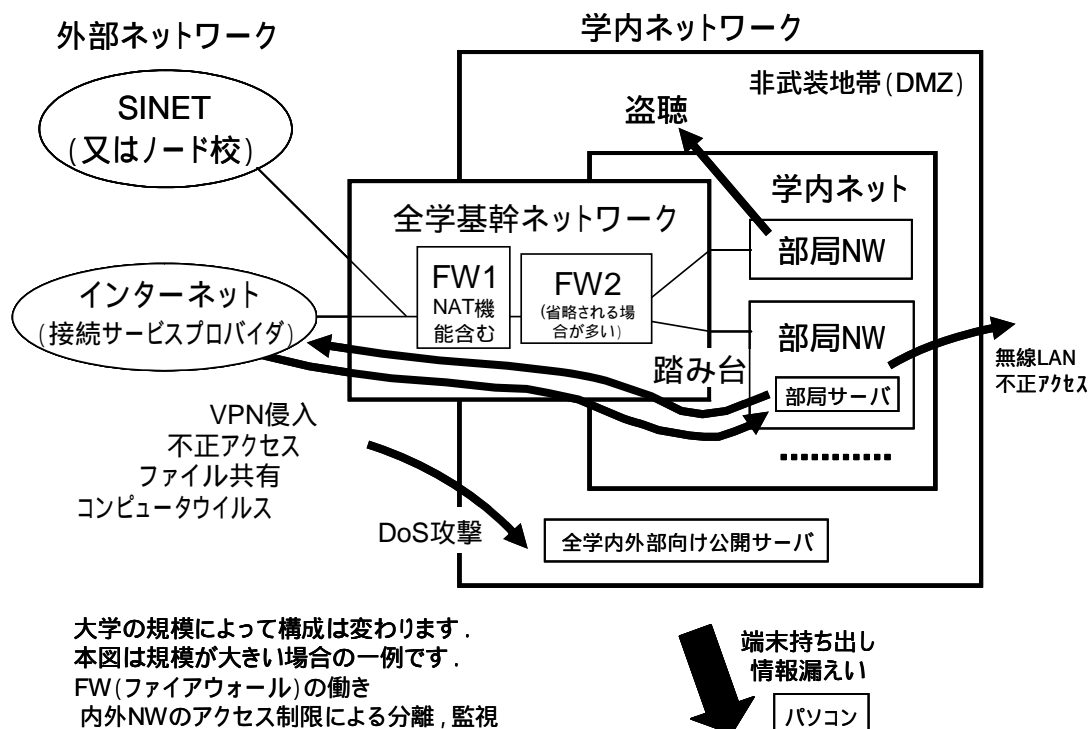 外部ネットワーク
学内ネットワーク
SINET
(又はノード校)
非武装地帯(DMZ)
盗聴
学内ネット
全学基幹ネットワーク
部局NW
FW1
NAT機
能含む
FW2
(省略される場
合が多い)
インターネット
(接続サービスプロバイダ)
部局NW
踏み台
部局サーバ
無線LAN
不正アクセス
VPN侵入
不正アクセス
ファイル共有
コンピュータウイルス
DoS攻撃
全学内外部向け公開サーバ
大学の規模によって構成は変わります.
本図は規模が大きい場合の一例です.
FW(ファイアウォール)の働き
内外NWのアクセス制限による分離,監視
端末持ち出し
情報漏えい
パソコン